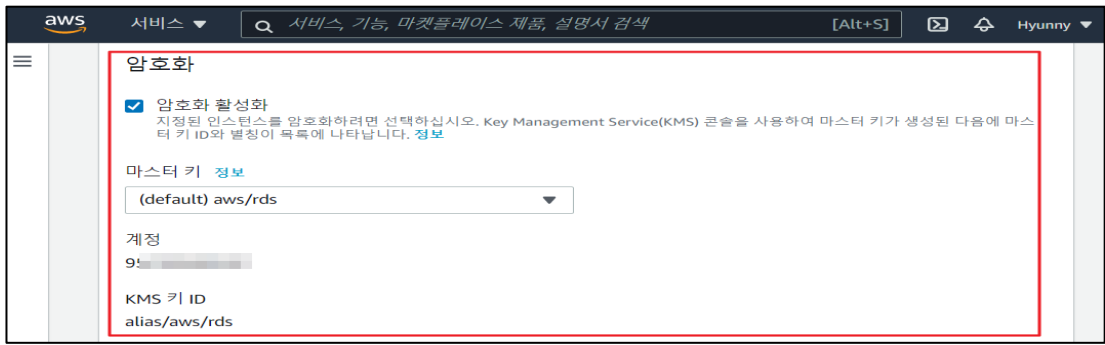 aws 서비스 서비스, 기능, 마켓플레이스 제품, 설명서 검색 [Alt+S] Hyunny
암호화
암호화 활성화
지정된 인스턴스를 암호화하려면 선택하십시오. Key Management Service(KMS) 콘솔을 사용하여 마스터 키가 생성된 다음에 마스
터 키 ID와 별칭이 목록에 나타납니다. 정보
마스터 키 정보
(default) aws/rds
계정
KMS 키 ID
alias/aws/rds